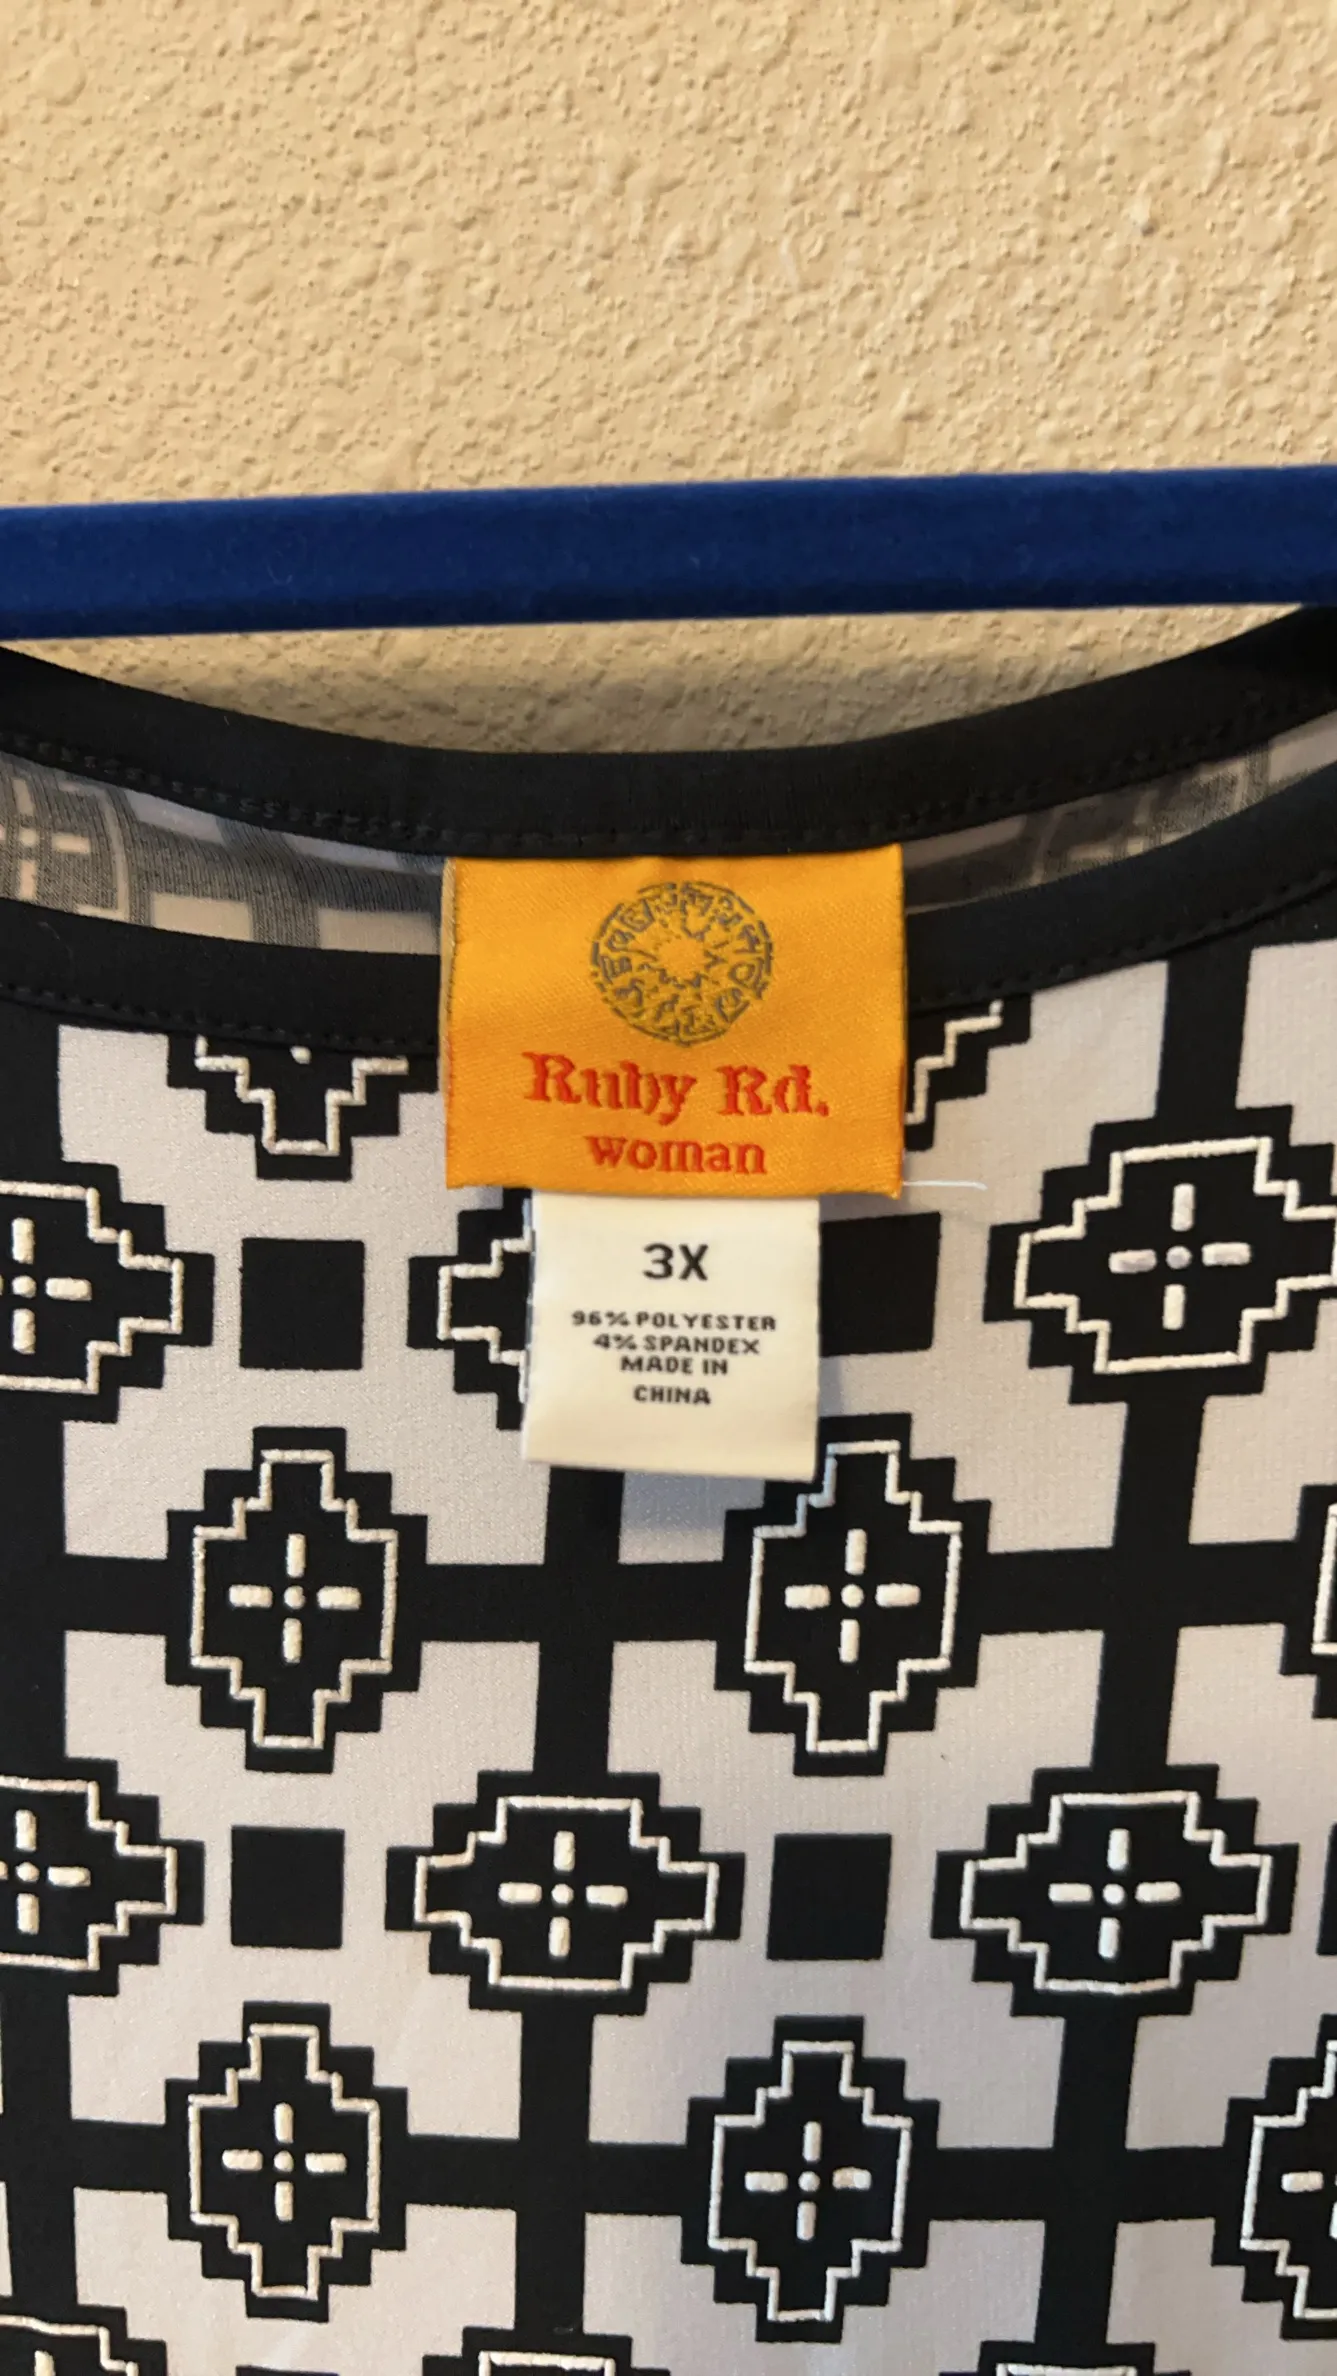 Ruby Rd.
woman
3X
96% POLYESTER
4% SPANDEX
MADE IN
CHINA